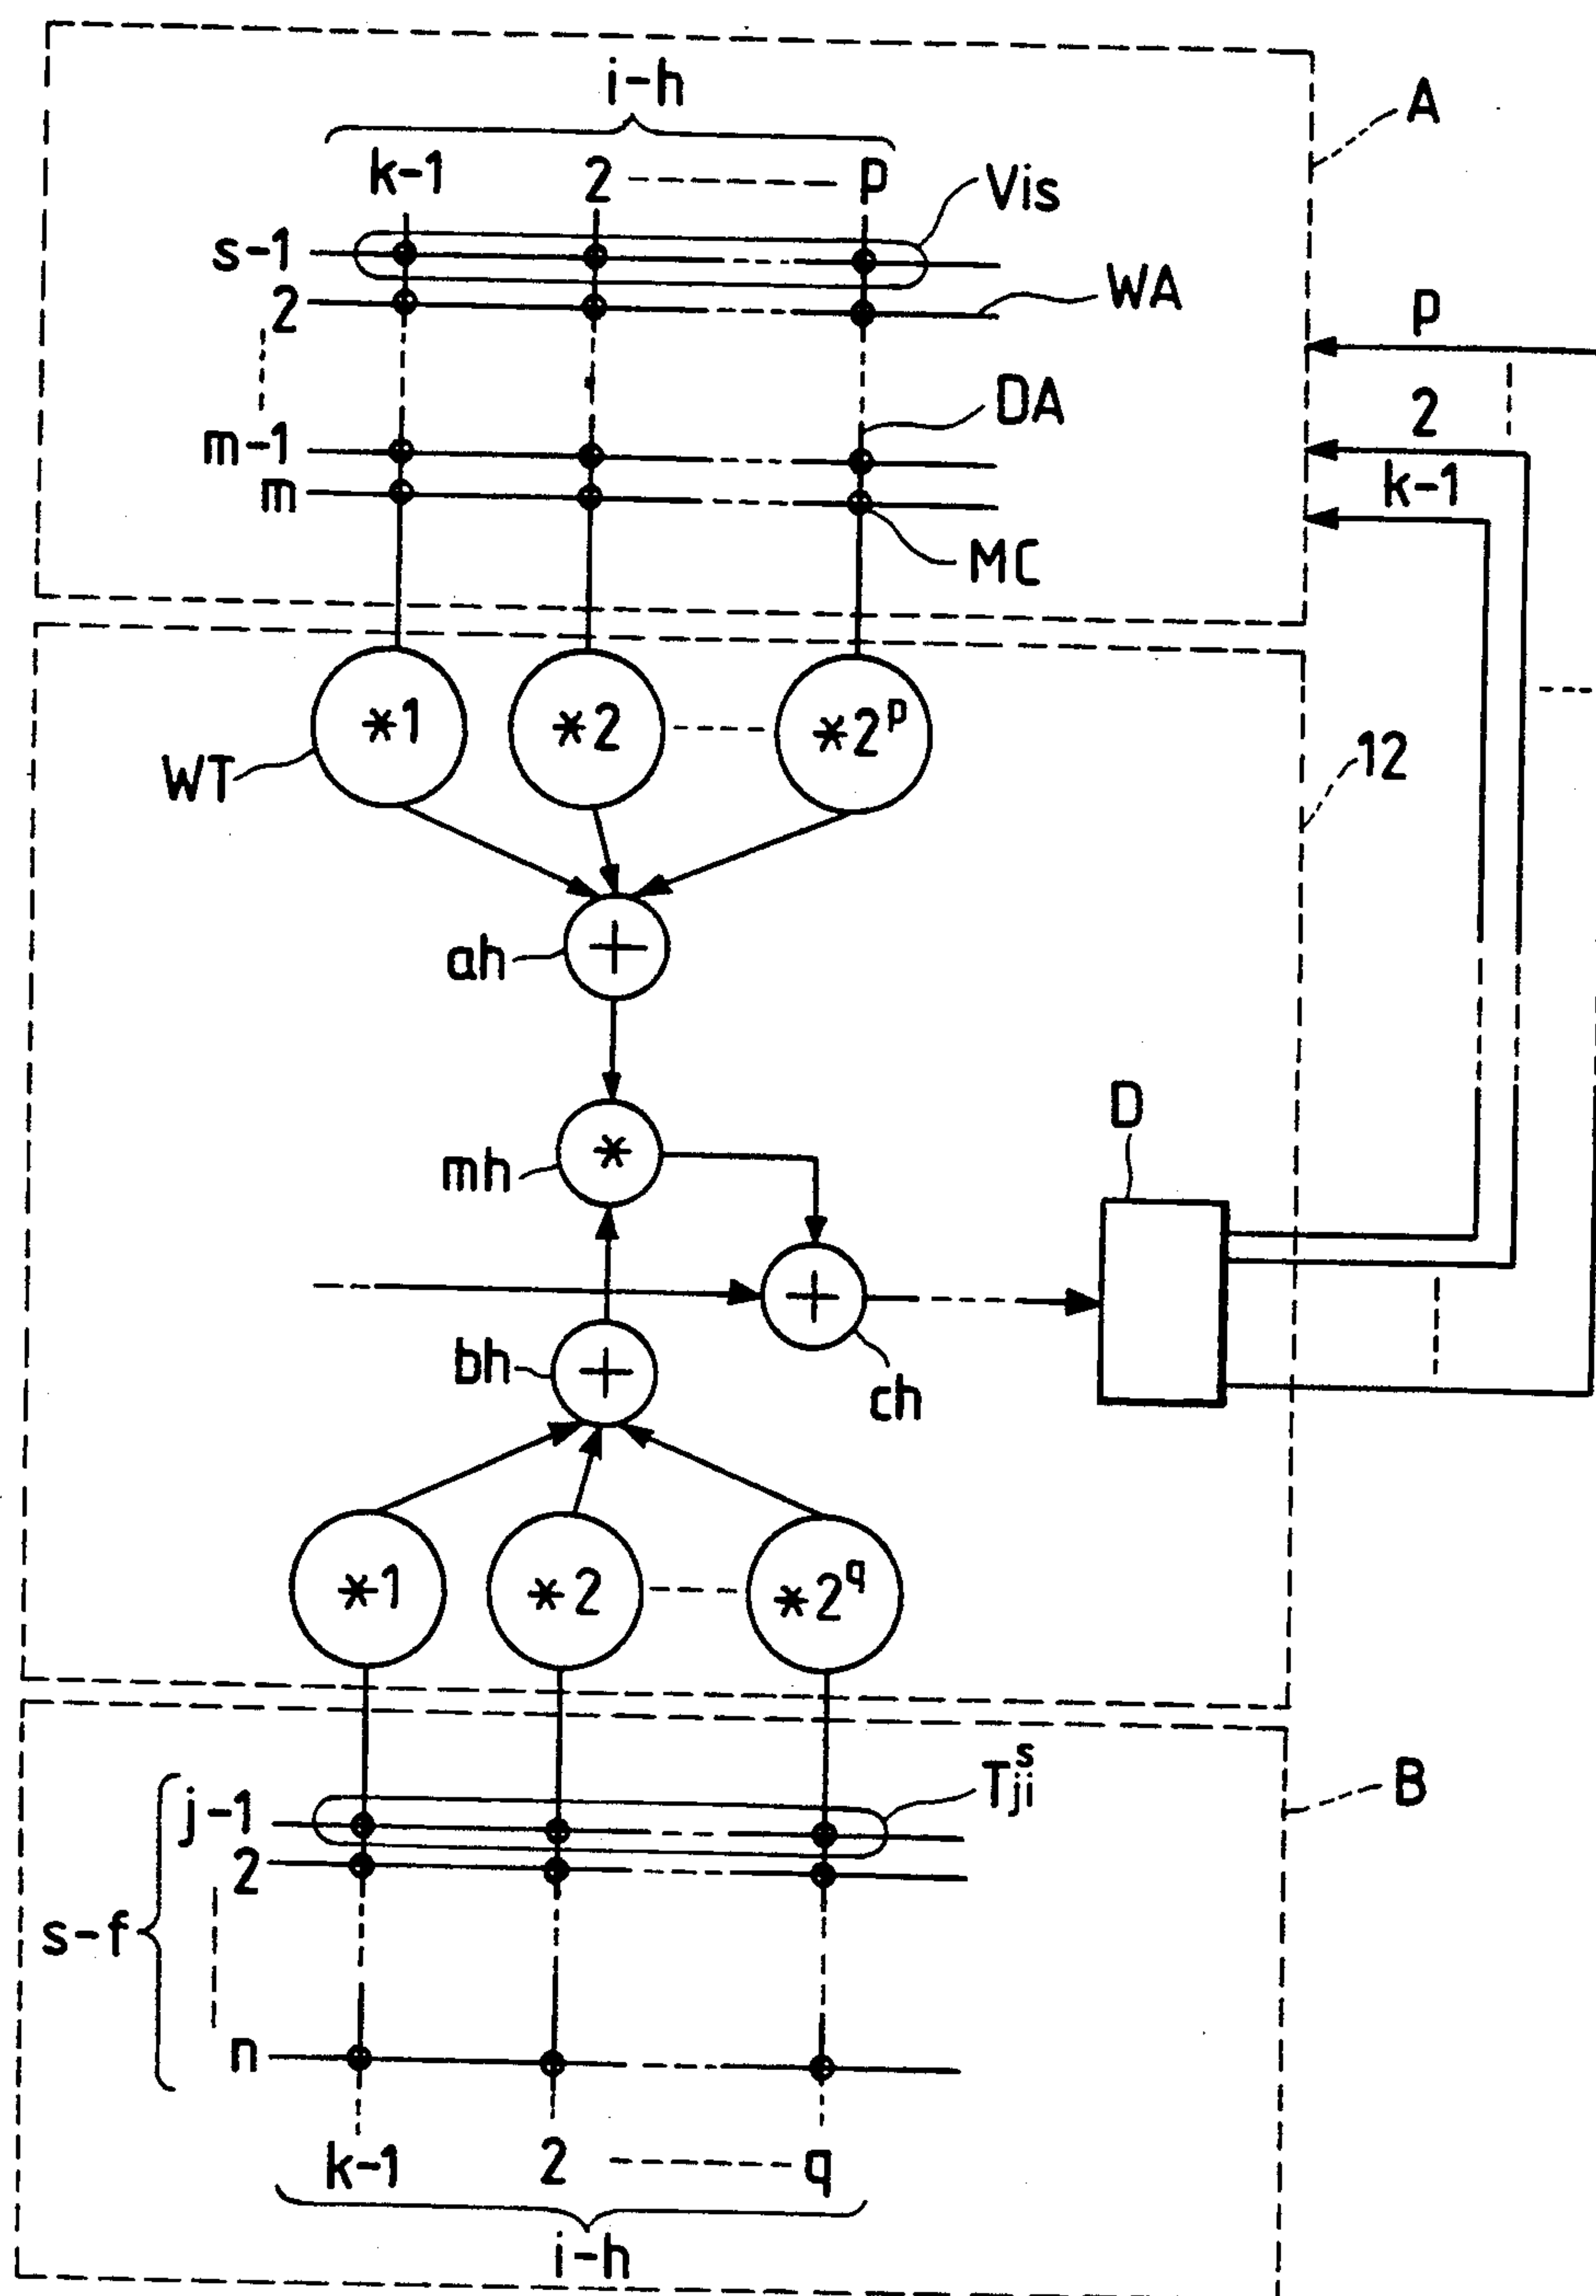 i-h
A
k-1 2 p
Vis
s-1
WA
2
p
DA
2
m-1
k-1
m
MC
*1 *2 *2^p
WT
12
ah +
D
mh *
+
bh +
ch
*1 *2 *2^q
T_ji^s
j-1
B
2
s-f
n
k-1 2 q
i-h